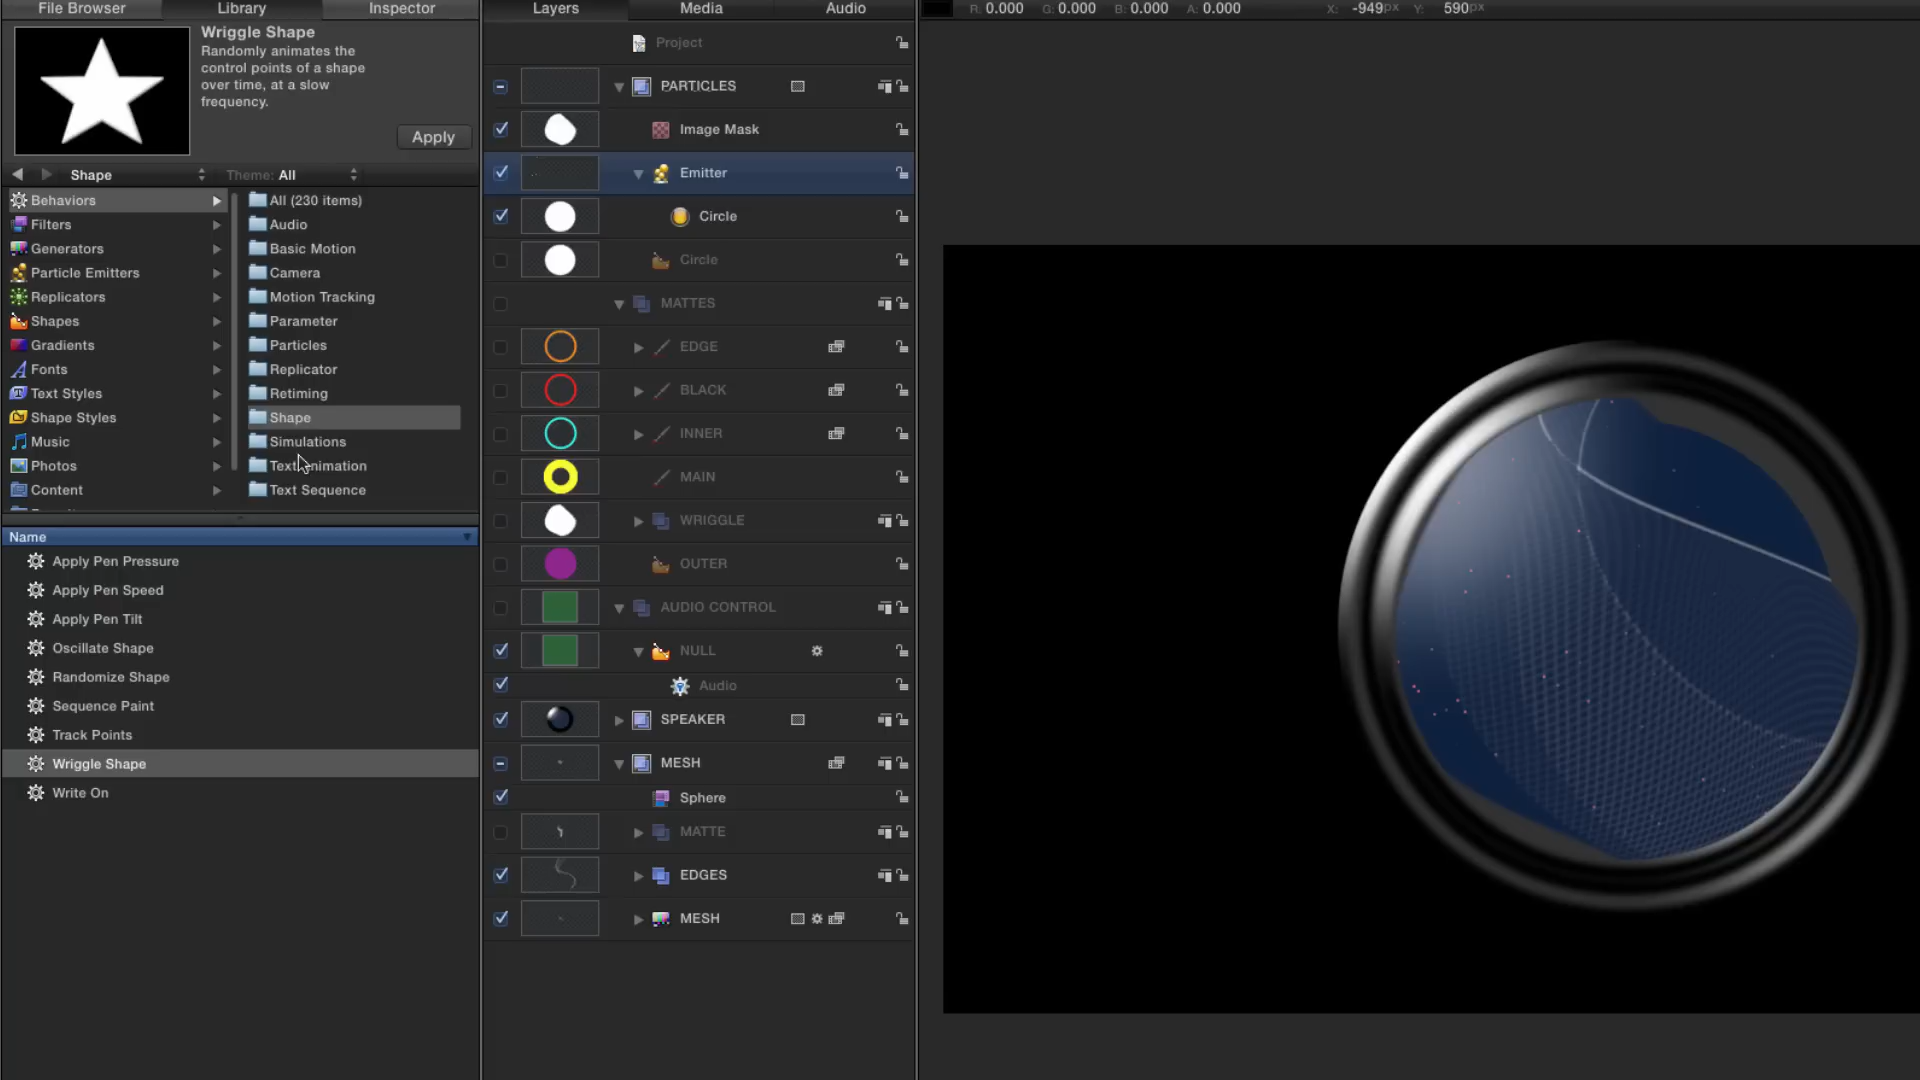 File Browser
Library
Inspector
Wriggle Shape
Randomly animates the
control points of a shape
over time, at a slow
frequency.
Apply
Shape
Theme: All
Behaviors
Filters
Generators
Particle Emitters
Replicators
Shapes
Gradients
Fonts
Text Styles
Shape Styles
Music
Photos
Content
All (230 items)
Audio
Basic Motion
Camera
Motion Tracking
Parameter
Particles
Replicator
Retiming
Shape
Simulations
Text Animation
Text Sequence
Name
Apply Pen Pressure
Apply Pen Speed
Apply Pen Tilt
Oscillate Shape
Randomize Shape
Sequence Paint
Track Points
Wriggle Shape
Write On
Layers
Media
Audio
Project
PARTICLES
Image Mask
Emitter
Circle
Circle
MATTES
EDGE
BLACK
INNER
MAIN
WRIGGLE
OUTER
AUDIO CONTROL
NULL
Audio
SPEAKER
MESH
Sphere
MATTE
EDGES
MESH
R: 0.000 G: 0.000 B: 0.000 A: 0.000 X: -949px Y: 590px